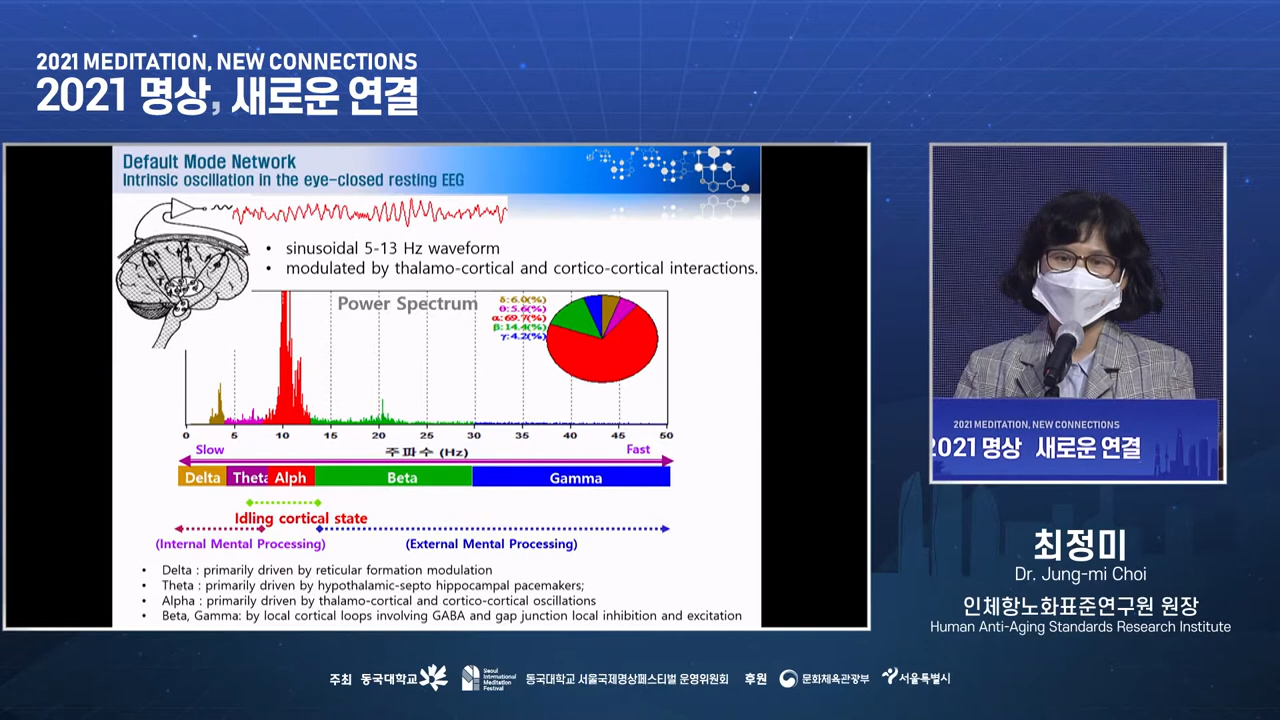 2021 MEDITATION, NEW CONNECTIONS
2021 명상, 새로운 연결
Default Mode Network
Intrinsic oscillation in the eye-closed resting EEG
• sinusoidal 5-13 Hz waveform
• modulated by thalamo-cortical and cortico-cortical interactions.
Power Spectrum
δ:6.0(%)
θ:5.6(%)
α:69.7(%)
β:14.4(%)
γ:4.2(%)
0 5 10 15 20 25 30 35 40 45 50
Slow 주파수 (Hz) Fast
Delta Theta Alph Beta Gamma
Idling cortical state
(Internal Mental Processing) (External Mental Processing)
• Delta : primarily driven by reticular formation modulation
• Theta : primarily driven by hypothalamic-septo hippocampal pacemakers;
• Alpha : primarily driven by thalamo-cortical and cortico-cortical oscillations
• Beta, Gamma: by local cortical loops involving GABA and gap junction local inhibition and excitation
2021 MEDITATION, NEW CONNECTIONS
2021 명상 새로운 연결
최정미
Dr. Jung-mi Choi
인체항노화표준연구원 원장
Human Anti-Aging Standards Research Institute
주최 동국대학교 Seoul International Meditation Festival 동국대학교 서울국제명상페스티벌 운영위원회 후원 문화체육관광부 서울특별시